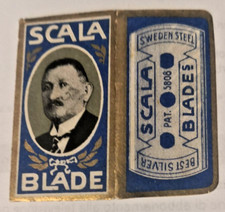 SCALA
BLADE
SWEDEN STEEL
SCALA
PAT. 5808
BLADES
BEST SILVER